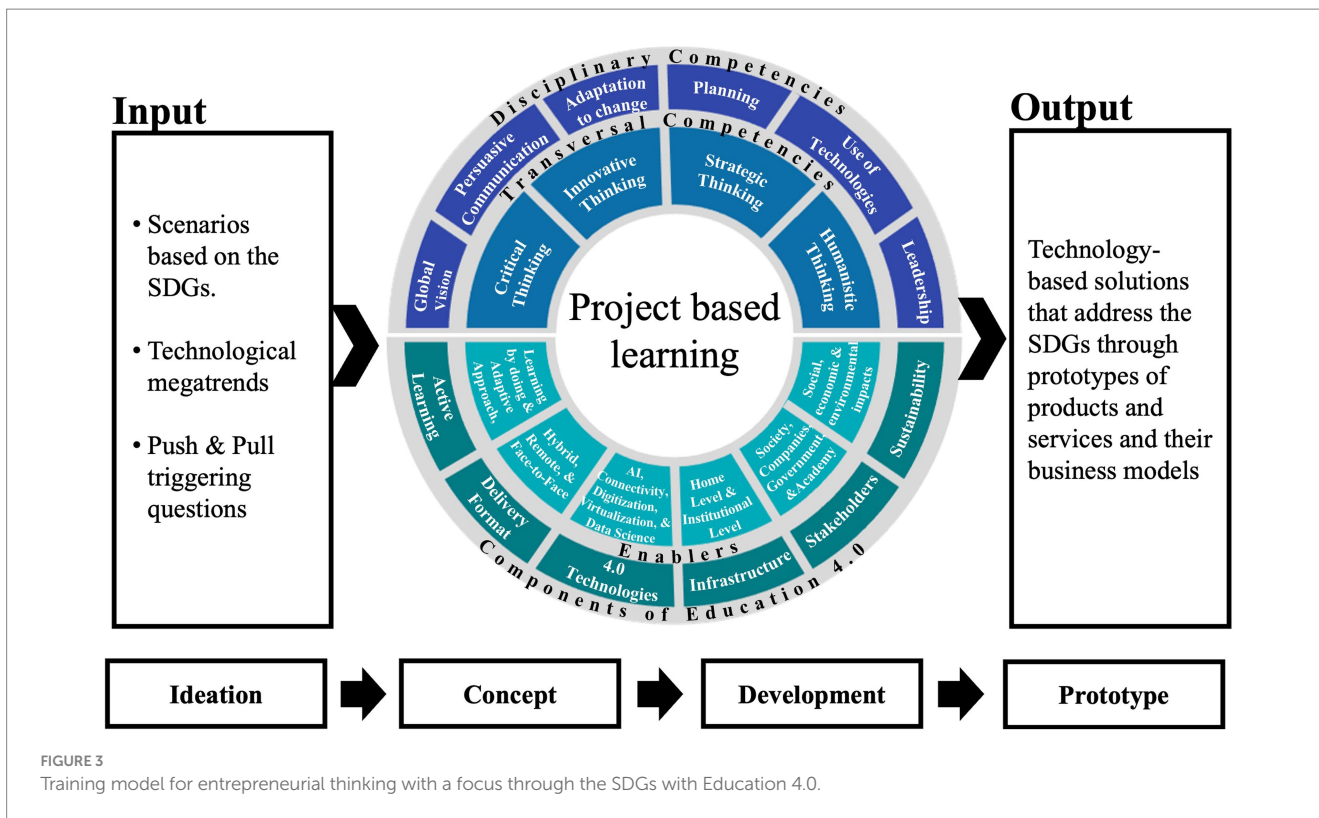 Input
• Scenarios
based on the
SDGs.
• Technological
megatrends
• Push & Pull
triggering
questions
Disciplinary Competencies
Global
Vision
Persuasive
Communication
Adaptation
to change
Planning
Use of
Technologies
Leadership
Transversal Competencies
Critical
Thinking
Innovative
Thinking
Strategic
Thinking
Humanistic
Thinking
Project based
learning
Learning
by doing &
Adaptive
Approach,
Hybrid,
Remote, &
Face-to-Face
AI,
Connectivity,
Digitization,
Virtualization, &
Data Science
Home
Level &
Institutional
Level
Society,
Companies,
Government,
&Academy
Social,
economic &
environmental
impacts
Enablers
Active
Learning
Delivery
Format
4.0
Technologies
Infrastructure
Stakeholders
Sustainability
Components of Education 4.0
Output
Technology-
based solutions
that address the
SDGs through
prototypes of
products and
services and their
business models
Ideation
Concept
Development
Prototype
FIGURE 3
Training model for entrepreneurial thinking with a focus through the SDGs with Education 4.0.